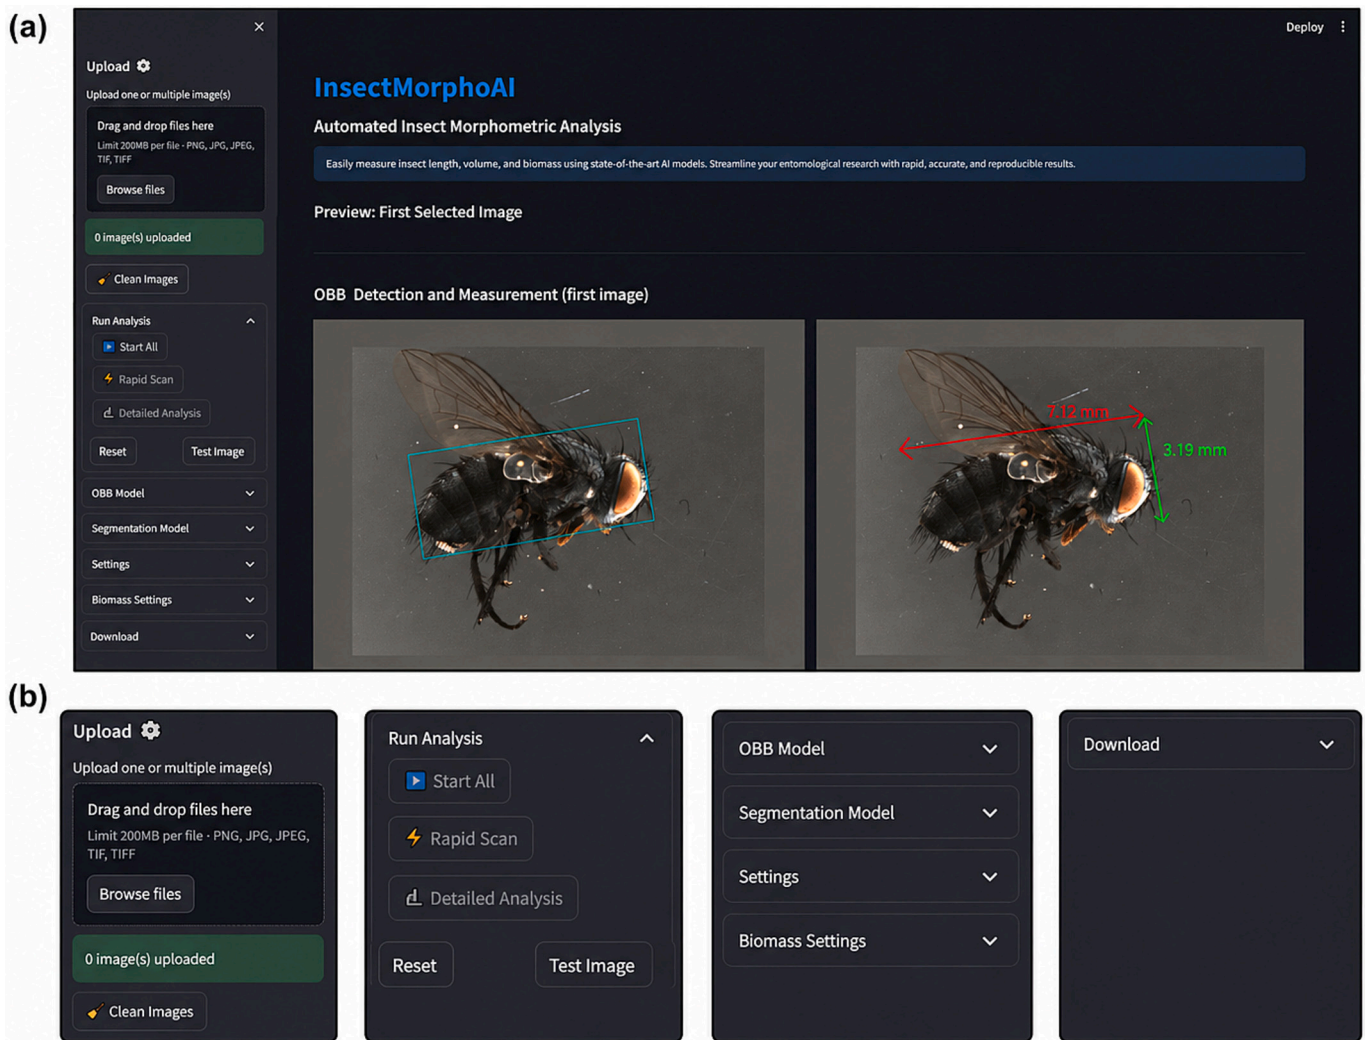 (a)
Deploy
Upload
Upload one or multiple image(s)
Drag and drop files here
Limit 200MB per file · PNG, JPG, JPEG,
TIF, TIFF
Browse files
0 image(s) uploaded
Clean Images
Run Analysis
Start All
Rapid Scan
Detailed Analysis
Reset
Test Image
OBB Model
Segmentation Model
Settings
Biomass Settings
Download
InsectMorphoAI
Automated Insect Morphometric Analysis
Easily measure insect length, volume, and biomass using state-of-the-art AI models. Streamline your entomological research with rapid, accurate, and reproducible results.
Preview: First Selected Image
OBB Detection and Measurement (first image)
7.12 mm
3.19 mm
(b)
Upload
Upload one or multiple image(s)
Drag and drop files here
Limit 200MB per file · PNG, JPG, JPEG,
TIF, TIFF
Browse files
0 image(s) uploaded
Clean Images
Run Analysis
Start All
Rapid Scan
Detailed Analysis
Reset
Test Image
OBB Model
Segmentation Model
Settings
Biomass Settings
Download